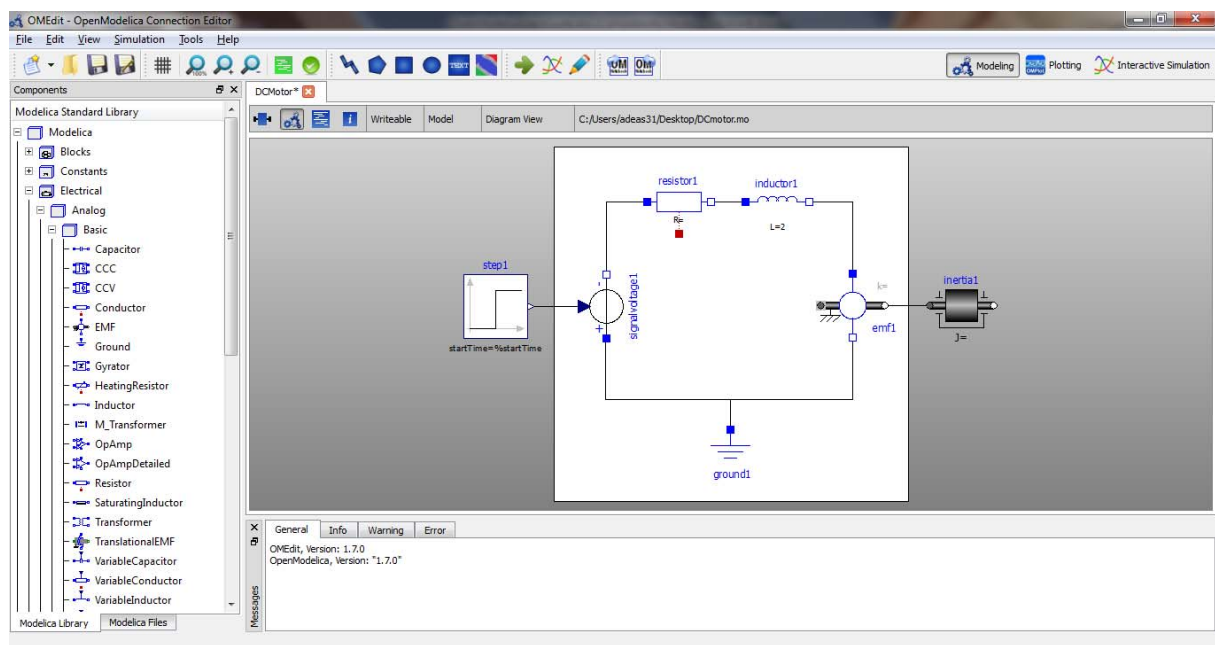 OMEdit - OpenModelica Connection Editor
File Edit View Simulation Tools Help
100%
TEXT
OM
OM
Modeling
Plotting
Interactive Simulation
Components
DCMotor*
Modelica Standard Library
Writeable
Model
Diagram View
C:/Users/adeas31/Desktop/DCmotor.mo
Modelica
Blocks
Constants
Electrical
Analog
Basic
Capacitor
CCC
CCV
Conductor
EMF
Ground
Gyrator
HeatingResistor
Inductor
M_Transformer
OpAmp
OpAmpDetailed
Resistor
SaturatingInductor
Transformer
TranslationalEMF
VariableCapacitor
VariableConductor
VariableInductor
Modelica Library
Modelica Files
resistor1
R=
inductor1
L=2
step1
startTime=%startTime
-
+
signalvoltage1
k=
emf1
inertia1
J=
ground1
General
Info
Warning
Error
OMEdit, Version: 1.7.0
OpenModelica, Version: "1.7.0"
Messages